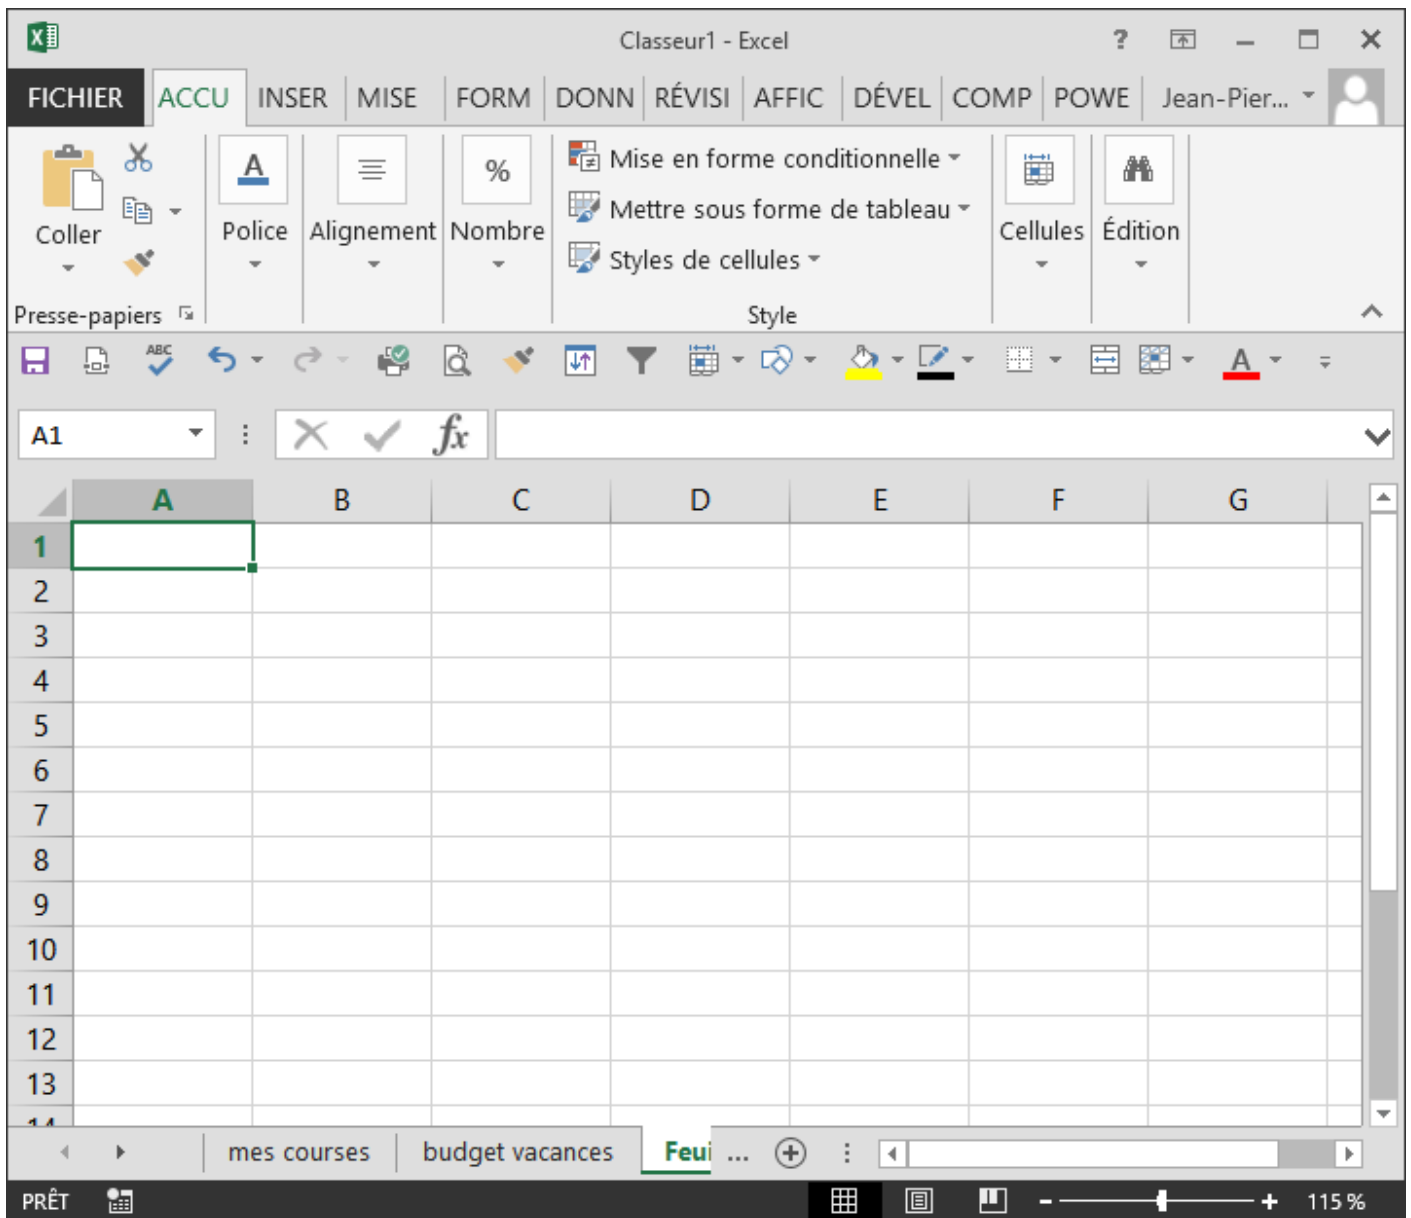 Classeur1 - Excel ?
FICHIER ACCU INSER MISE FORM DONN RÉVISI AFFIC DÉVEL COMP POWE Jean-Pier...
A % Mise en forme conditionnelle
Mettre sous forme de tableau
Coller Police Alignement Nombre Cellules Édition
Styles de cellules
Presse-papiers Style
ABC A
A1 fx
A B C D E F G
1
2
3
4
5
6
7
8
9
10
11
12
13
14
mes courses budget vacances Feui ...
PRÊT - + 115 %